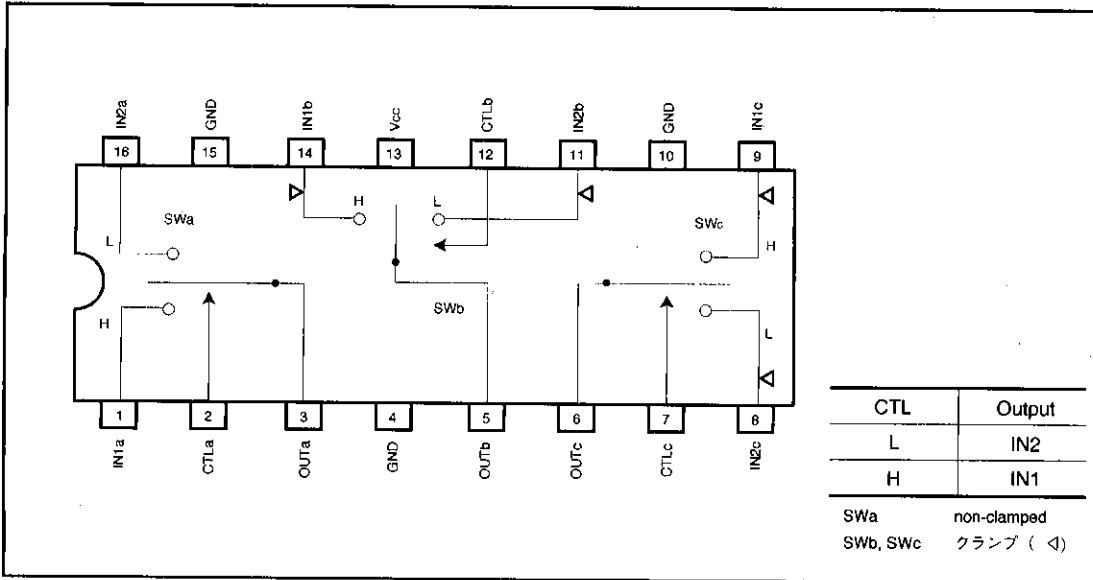 IN2a GND IN1b Vcc CTLb IN2b GND IN1c
16 15 14 13 12 11 10 9
H L
SWa SWc
L H
SWb
H L
1 2 3 4 5 6 7 8
IN1a CTLa OUTa GND OUTb OUTc CTLc IN2c
CTL Output
L IN2
H IN1
SWa non-clamped
SWb, SWc クランプ ( )